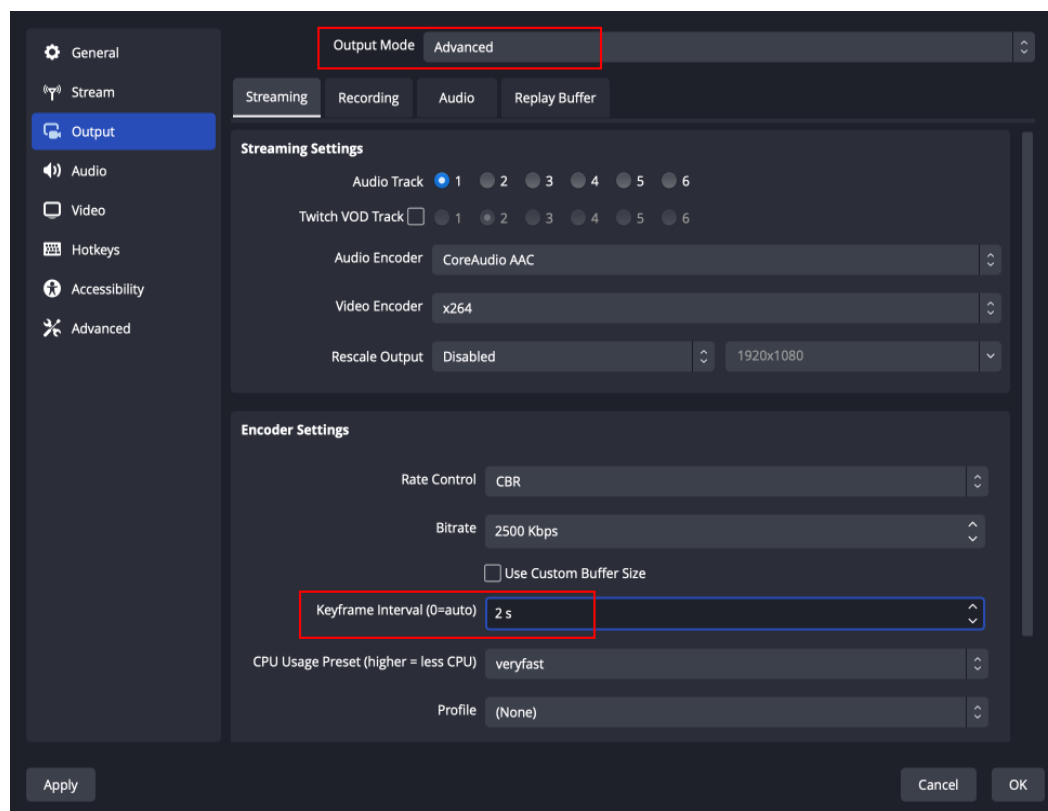 Output Mode Advanced
General
Stream
Output
Audio
Video
Hotkeys
Accessibility
Advanced
Streaming Recording Audio Replay Buffer
Streaming Settings
Audio Track 1 2 3 4 5 6
Twitch VOD Track 1 2 3 4 5 6
Audio Encoder CoreAudio AAC
Video Encoder x264
Rescale Output Disabled 1920x1080
Encoder Settings
Rate Control CBR
Bitrate 2500 Kbps
Use Custom Buffer Size
Keyframe Interval (0=auto) 2 s
CPU Usage Preset (higher = less CPU) veryfast
Profile (None)
Apply Cancel OK